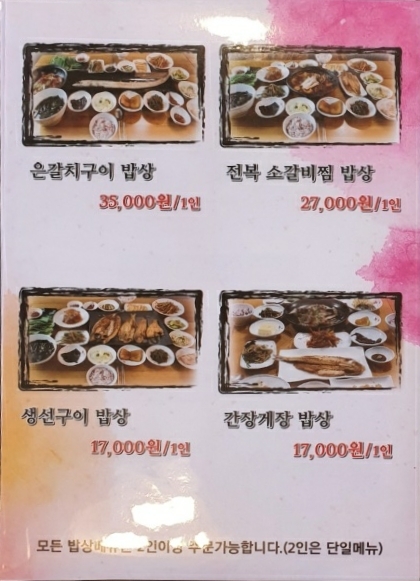 은갈치구이 밥상
35,000원/1인
전복 소갈비찜 밥상
27,000원/1인
생선구이 밥상
17,000원/1인
간장게장 밥상
17,000원/1인
모든 밥상메뉴는 2인이상 주문가능합니다.(2인은 단일메뉴)